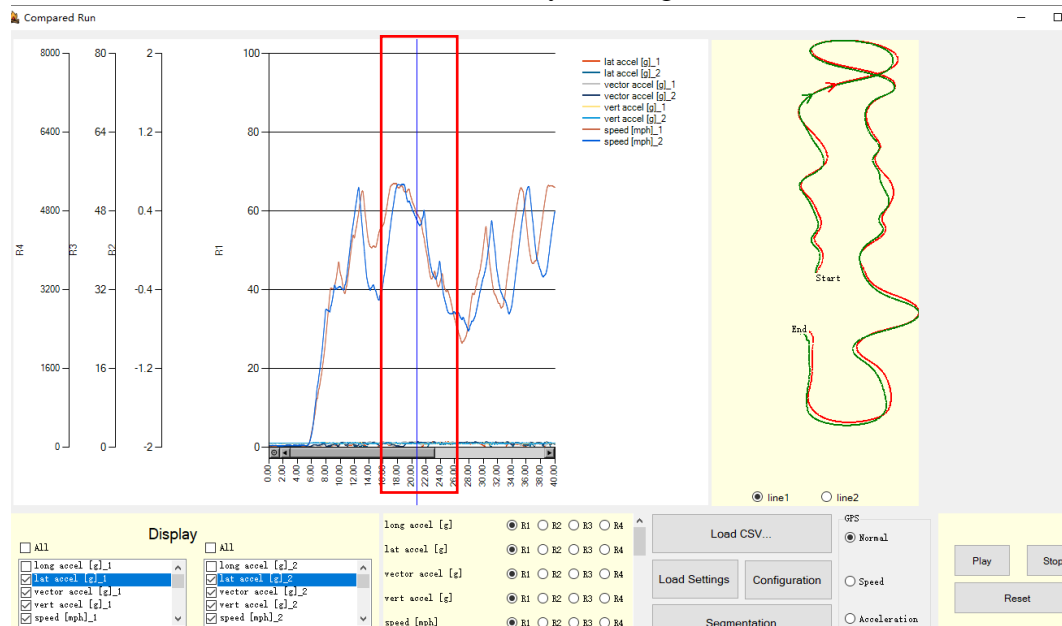 Compared Run
8000 80 2 100
6400 64 1.2 80
4800 48 0.4 60
R4 R3 R2 R1
3200 32 -0.4 40
1600 16 -1.2 20
0 0 -2 0
0.00 2.00 4.00 6.00 8.00 10.00 12.00 14.00 16.00 18.00 20.00 22.00 24.00 26.00 28.00 30.00 32.00 34.00 36.00 38.00 40.00
lat accel [g]_1
lat accel [g]_2
vector accel [g]_1
vector accel [g]_2
vert accel [g]_1
vert accel [g]_2
speed [mph]_1
speed [mph]_2
Start
End
line1 line2
Display
All All
long accel [g]_1 long accel [g]_2
lat accel [g]_1 lat accel [g]_2
vector accel [g]_1 vector accel [g]_2
vert accel [g]_1 vert accel [g]_2
speed [mph]_1 speed [mph]_2
long accel [g] R1 R2 R3 R4
lat accel [g] R1 R2 R3 R4
vector accel [g] R1 R2 R3 R4
vert accel [g] R1 R2 R3 R4
speed [mph] R1 R2 R3 R4
Load CSV...
Load Settings Configuration
Segmentation
GPS
Normal
Speed
Acceleration
Play Stop
Reset